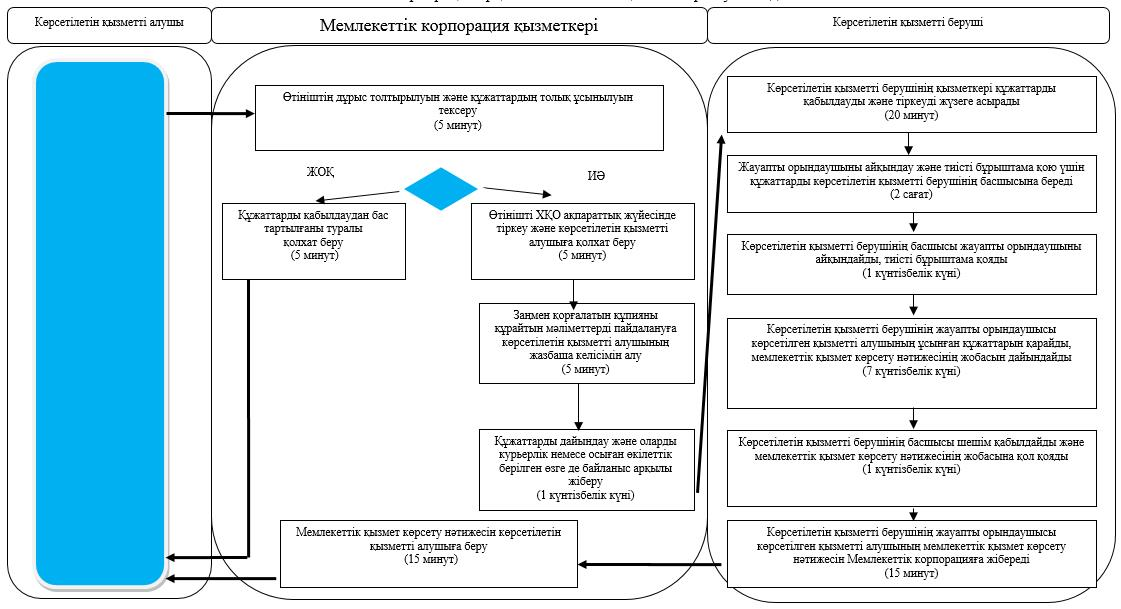 Көрсетілетін қызметті алушы
Мемлекеттік корпорация қызметкері
Көрсетілетін қызметті беруші
Өтініштің дұрыс толтырылуын және құжаттардың толық ұсынылуын
тексеру
(5 минут)
ЖОҚ
ИӘ
Құжаттарды қабылдаудан бас
тартылғаны туралы
қолхат беру
(5 минут)
Өтінішті ХҚО ақпараттық жүйесінде
тіркеу және көрсетілетін қызметті
алушыға қолхат беру
(5 минут)
Заңмен қорғалатын құпияны
құрайтын мәліметтерді пайдалануға
көрсетілетін қызметті алушының
жазбаша келісімін алу
(5 минут)
Құжаттарды дайындау және оларды
курьерлік немесе осыған өкілеттік
берілген өзге де байланыс арқылы
жіберу
(1 күнтізбелік күні)
Мемлекеттік қызмет көрсету нәтижесін көрсетілетін
қызметті алушыға беру
(15 минут)
Көрсетілетін қызметті берушінің қызметкері құжаттарды
қабылдауды және тіркеуді жүзеге асырады
(20 минут)
Жауапты орындаушыны айқындау және тиісті бұрыштама қою үшін
құжаттарды көрсетілетін қызметті берушінің басшысына береді
(2 сағат)
Көрсетілетін қызметті берушінің басшысы жауапты орындаушыны
айқындайды, тиісті бұрыштама қояды
(1 күнтізбелік күні)
Көрсетілетін қызметті берушінің жауапты орындаушысы
көрсетілген қызметті алушының ұсынған құжаттарын қарайды,
мемлекеттік қызмет көрсету нәтижесінің жобасын дайындайды
(7 күнтізбелік күні)
Көрсетілетін қызметті берушінің басшысы шешім қабылдайды және
мемлекеттік қызмет көрсету нәтижесінің жобасына қол қояды
(1 күнтізбелік күні)
Көрсетілетін қызметті берушінің жауапты орындаушысы
көрсетілген қызметті алушының мемлекеттік қызмет көрсету
нәтижесін Мемлекеттік корпорацияға жібереді
(15 минут)